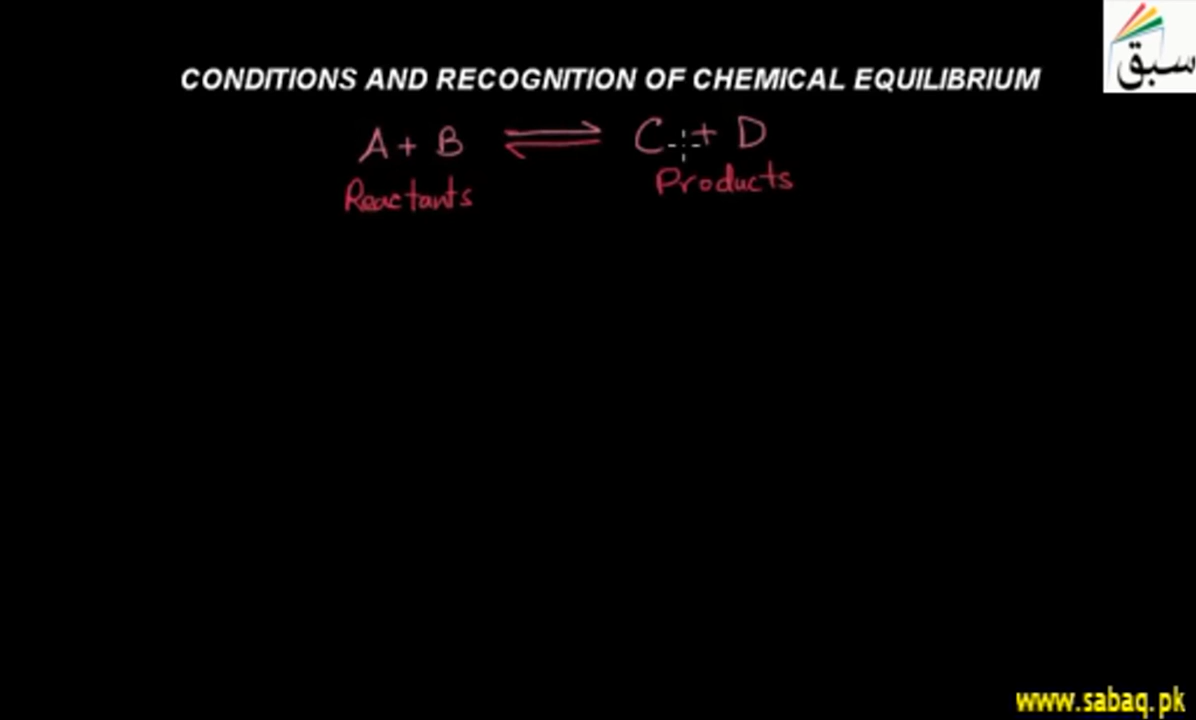 سبق
CONDITIONS AND RECOGNITION OF CHEMICAL EQUILIBRIUM
A + B ⇌ C + D
Reactants Products
www.sabaq.pk